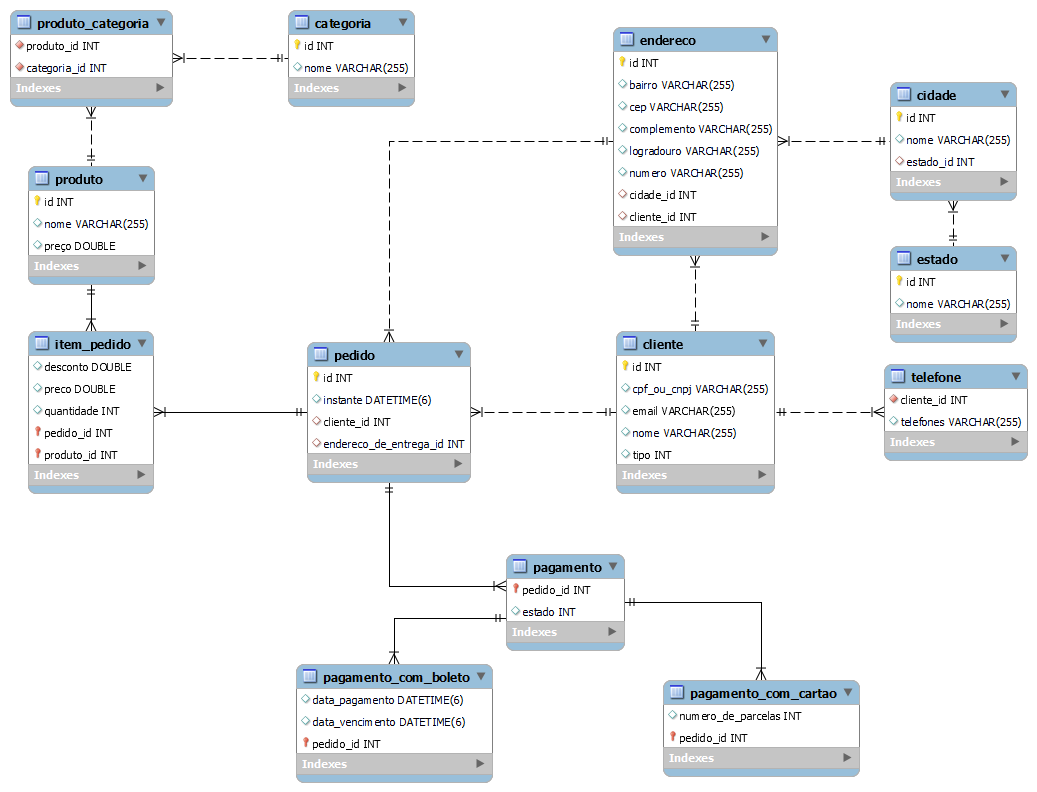 produto_categoria
produto_id INT
categoria_id INT
Indexes
categoria
id INT
nome VARCHAR(255)
Indexes
endereco
id INT
bairro VARCHAR(255)
cep VARCHAR(255)
complemento VARCHAR(255)
logradouro VARCHAR(255)
numero VARCHAR(255)
cidade_id INT
cliente_id INT
Indexes
cidade
id INT
nome VARCHAR(255)
estado_id INT
Indexes
produto
id INT
nome VARCHAR(255)
preço DOUBLE
Indexes
estado
id INT
nome VARCHAR(255)
Indexes
item_pedido
desconto DOUBLE
preco DOUBLE
quantidade INT
pedido_id INT
produto_id INT
Indexes
pedido
id INT
instante DATETIME(6)
cliente_id INT
endereco_de_entrega_id INT
Indexes
cliente
id INT
cpf_ou_cnpj VARCHAR(255)
email VARCHAR(255)
nome VARCHAR(255)
tipo INT
Indexes
telefone
cliente_id INT
telefones VARCHAR(255)
Indexes
pagamento
pedido_id INT
estado INT
Indexes
pagamento_com_boleto
data_pagamento DATETIME(6)
data_vencimento DATETIME(6)
pedido_id INT
Indexes
pagamento_com_cartao
numero_de_parcelas INT
pedido_id INT
Indexes